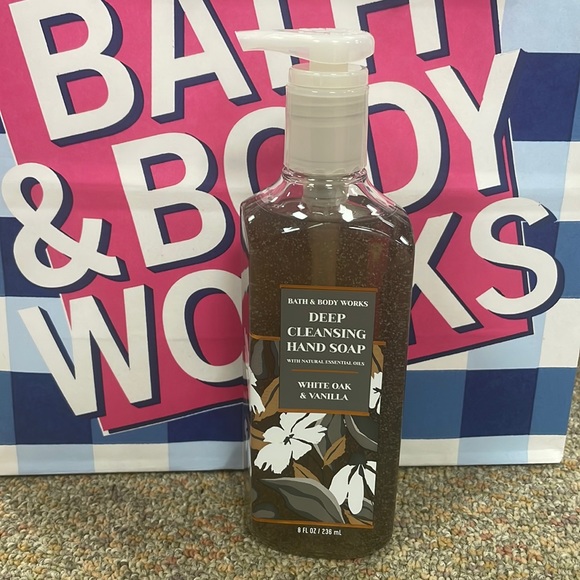 BATH
& BODY
WORKS
BATH & BODY WORKS
DEEP
CLEANSING
HAND SOAP
WITH NATURAL ESSENTIAL OILS
WHITE OAK
& VANILLA
8 FL OZ / 236 mL